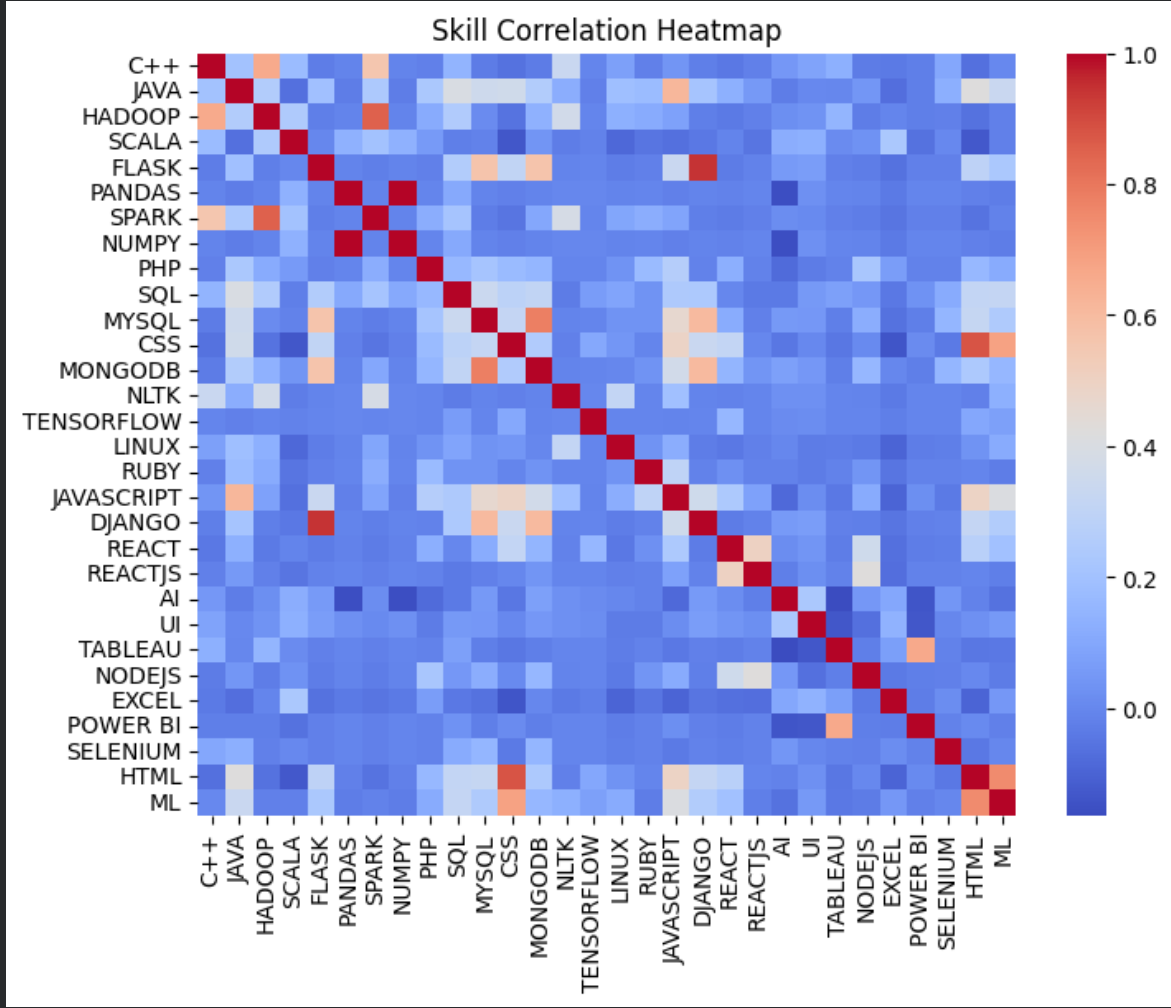 Skill Correlation Heatmap
C++
JAVA
HADOOP
SCALA
FLASK
PANDAS
SPARK
NUMPY
PHP
SQL
MYSQL
CSS
MONGODB
NLTK
TENSORFLOW
LINUX
RUBY
JAVASCRIPT
DJANGO
REACT
REACTJS
AI
UI
TABLEAU
NODEJS
EXCEL
POWER BI
SELENIUM
HTML
ML
C++
JAVA
HADOOP
SCALA
FLASK
PANDAS
SPARK
NUMPY
PHP
SQL
MYSQL
CSS
MONGODB
NLTK
TENSORFLOW
LINUX
RUBY
JAVASCRIPT
DJANGO
REACT
REACTJS
AI
UI
TABLEAU
NODEJS
EXCEL
POWER BI
SELENIUM
HTML
ML
1.0
0.8
0.6
0.4
0.2
0.0